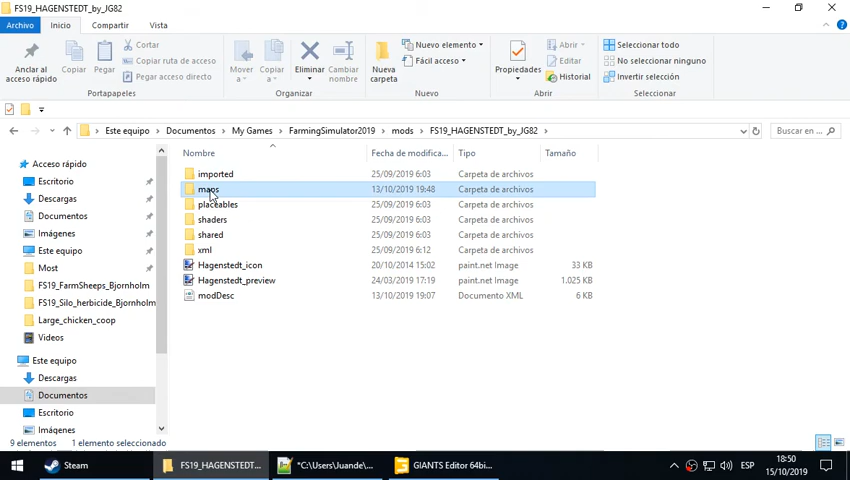 FS19_HAGENSTEDT_by_JG82
Archivo Inicio Compartir Vista
Anclar al acceso rápido
Copiar
Pegar
Cortar
Copiar ruta de acceso
Pegar acceso directo
Mover a
Copiar a
Eliminar
Cambiar nombre
Nueva carpeta
Nuevo elemento
Fácil acceso
Propiedades
Abrir
Editar
Historial
Seleccionar todo
No seleccionar ninguno
Invertir selección
Portapapeles Organizar Nuevo Abrir Seleccionar
Este equipo > Documentos > My Games > FarmingSimulator2019 > mods > FS19_HAGENSTEDT_by_JG82 >
Buscar en ...
Nombre Fecha de modifica... Tipo Tamaño
imported 25/09/2019 6:03 Carpeta de archivos
maps 13/10/2019 19:48 Carpeta de archivos
placeables 25/09/2019 6:03 Carpeta de archivos
shaders 25/09/2019 6:03 Carpeta de archivos
shared 25/09/2019 6:03 Carpeta de archivos
xml 25/09/2019 6:12 Carpeta de archivos
Hagenstedt_icon 20/10/2014 15:02 paint.net Image 33 KB
Hagenstedt_preview 24/03/2019 17:19 paint.net Image 1.025 KB
modDesc 13/10/2019 19:07 Documento XML 6 KB
Acceso rápido
Escritorio
Descargas
Documentos
Imágenes
Este equipo
Most
FS19_FarmSheeps_Bjornholm
FS19_Silo_herbicide_Bjornholm
Large_chicken_coop
Videos
Este equipo
Descargas
Documentos
Escritorio
Imágenes
9 elementos 1 elemento seleccionado
Steam
FS19_HAGENSTEDT...
*C:\Users\Juande\...
GIANTS Editor 64bi...
ESP
18:50
15/10/2019